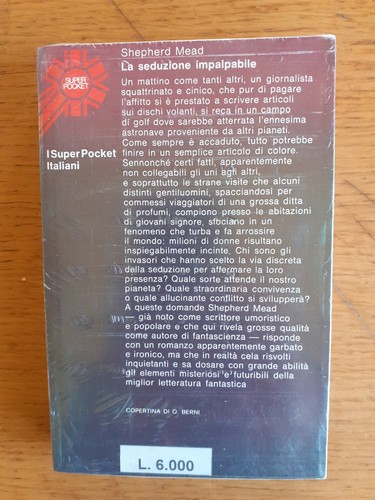 Shepherd Mead
La seduzione impalpabile
Un mattino come tanti altri, un giornalista
squattrinato e cinico, che pur di pagare
l'affitto si è prestato a scrivere articoli
sui dischi volanti, si reca in un campo
di golf dove sarebbe atterrata l'ennesima
astronave proveniente da altri pianeti.
Come sempre è accaduto, tutto potrebbe
finire in un semplice articolo di colore.
Sennonché certi fatti, apparentemente
non collegabili gli uni agli altri,
e soprattutto le strane visite che alcuni
distinti gentiluomini, spacciandosi per
commessi viaggiatori di una grossa ditta
di profumi, compiono presso le abitazioni
di giovani signore, sfociano in un
fenomeno che turba e fa arrossire
il mondo: milioni di donne risultano
inspiegabilmente incinte. Chi sono gli
invasori che hanno scelto la via discreta
della seduzione per affermare la loro
presenza? Quale sorte attende il nostro
pianeta? Quale straordinaria convivenza
o quale allucinante conflitto si svilupperà?
A queste domande Shepherd Mead
— già noto come scrittore umoristico
e popolare e che qui rivela grosse qualità
come autore di fantascienza — risponde
con un romanzo apparentemente garbato
e ironico, ma che in realtà cela risvolti
inquietanti e sa dosare con grande abilità
gli elementi misteriosi e futuribili della
miglior letteratura fantastica
COPERTINA DI O. BERNI
SUPER
POCKET
I SuperPocket
Italiani
L. 6.000